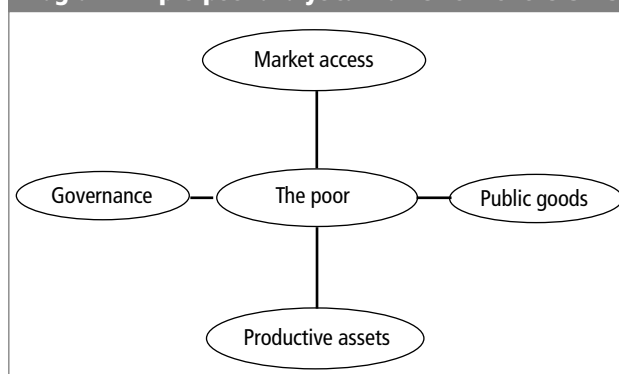 Market access
Governance
The poor
Public goods
Productive assets